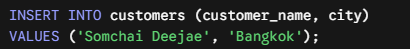 INSERT INTO customers (customer_name, city)
VALUES ('Somchai Deejae', 'Bangkok');